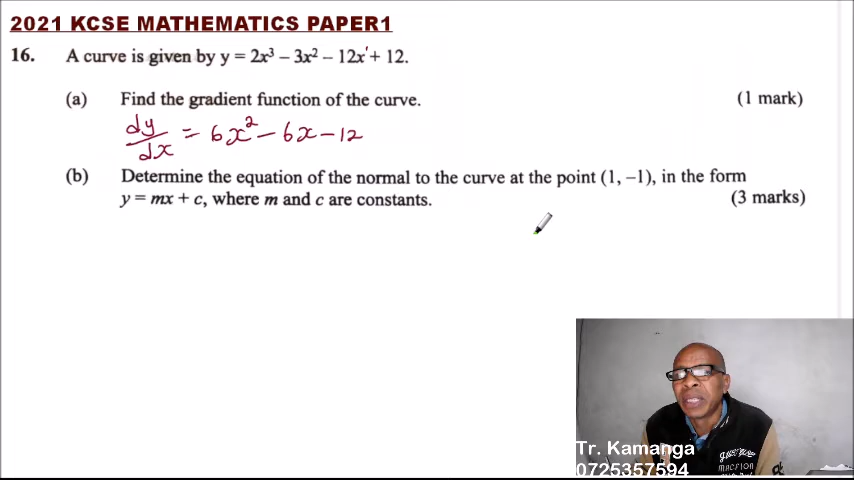 2021 KCSE MATHEMATICS PAPER1
16. A curve is given by y = 2x³ – 3x² – 12x' + 12.
(a) Find the gradient function of the curve. (1 mark)
dy/dx = 6x² – 6x – 12
(b) Determine the equation of the normal to the curve at the point (1, –1), in the form
y = mx + c, where m and c are constants. (3 marks)
Tr. Kamanga
0725357594